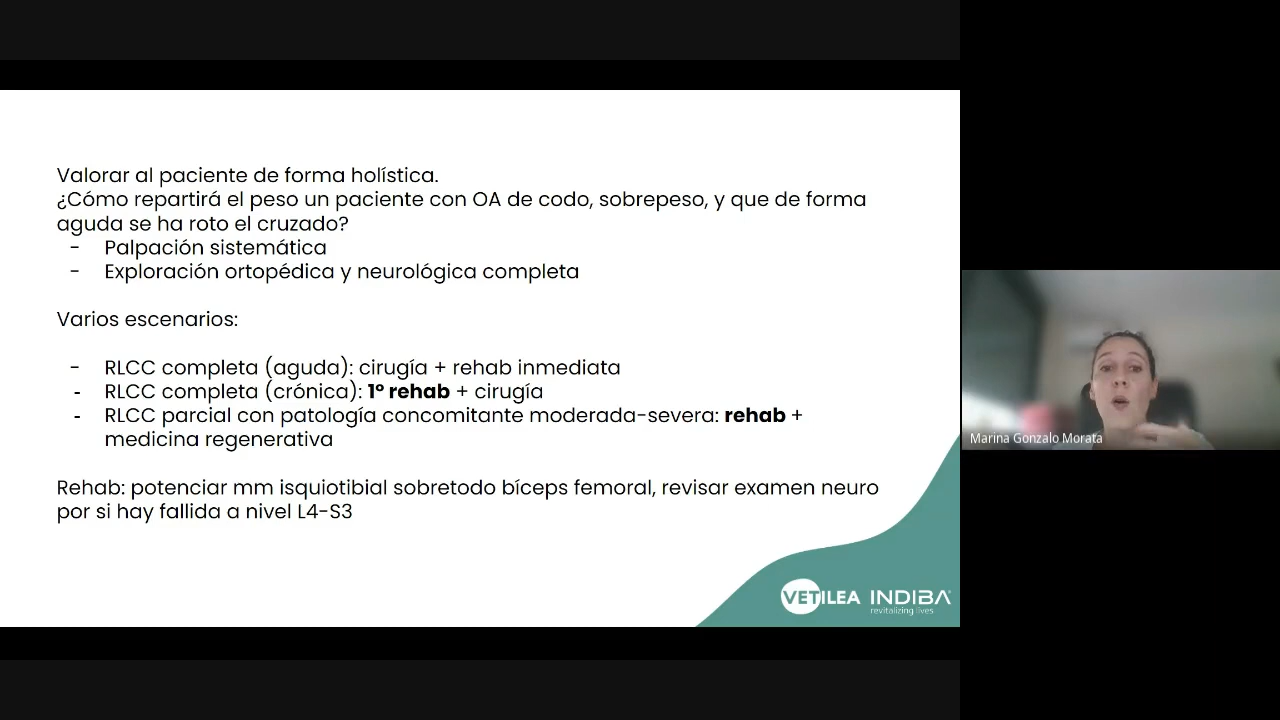 Valorar al paciente de forma holística.
¿Cómo repartirá el peso un paciente con OA de codo, sobrepeso, y que de forma
aguda se ha roto el cruzado?
- Palpación sistemática
- Exploración ortopédica y neurológica completa
Varios escenarios:
- RLCC completa (aguda): cirugía + rehab inmediata
- RLCC completa (crónica): 1º rehab + cirugía
- RLCC parcial con patología concomitante moderada-severa: rehab +
medicina regenerativa
Rehab: potenciar mm isquiotibial sobretodo bíceps femoral, revisar examen neuro
por si hay fallida a nivel L4-S3
VETILEA INDIBA
revitalizing lives
Marina Gonzalo Morata